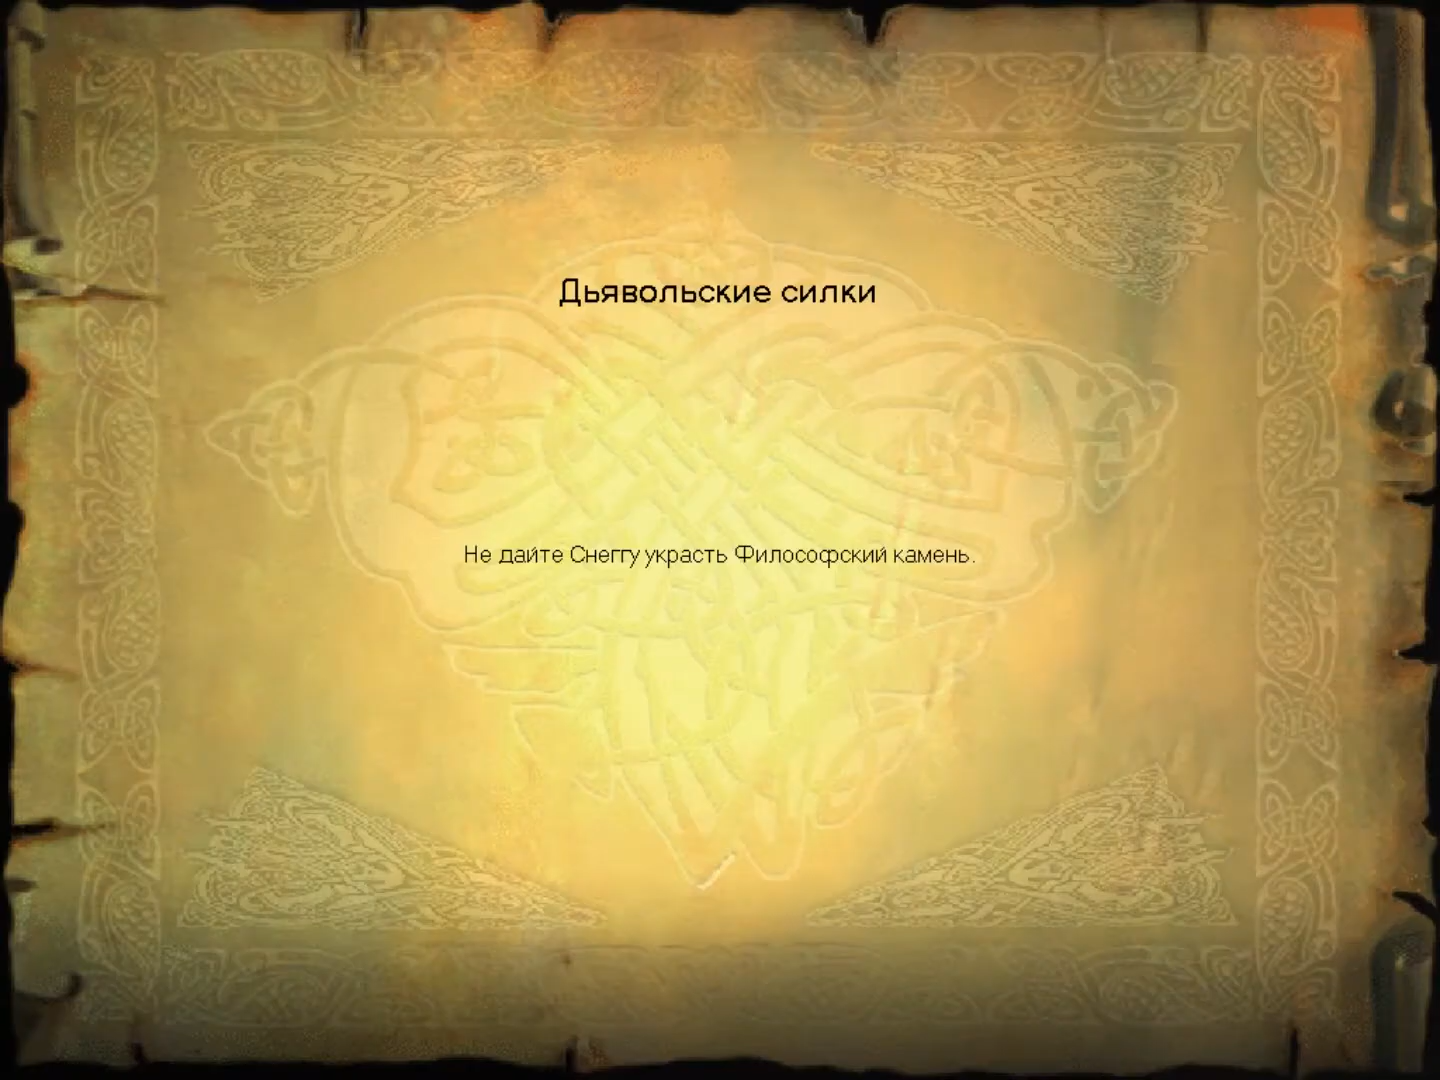 Дьявольские силки
Не дайте Снеггу украсть Философский камень.